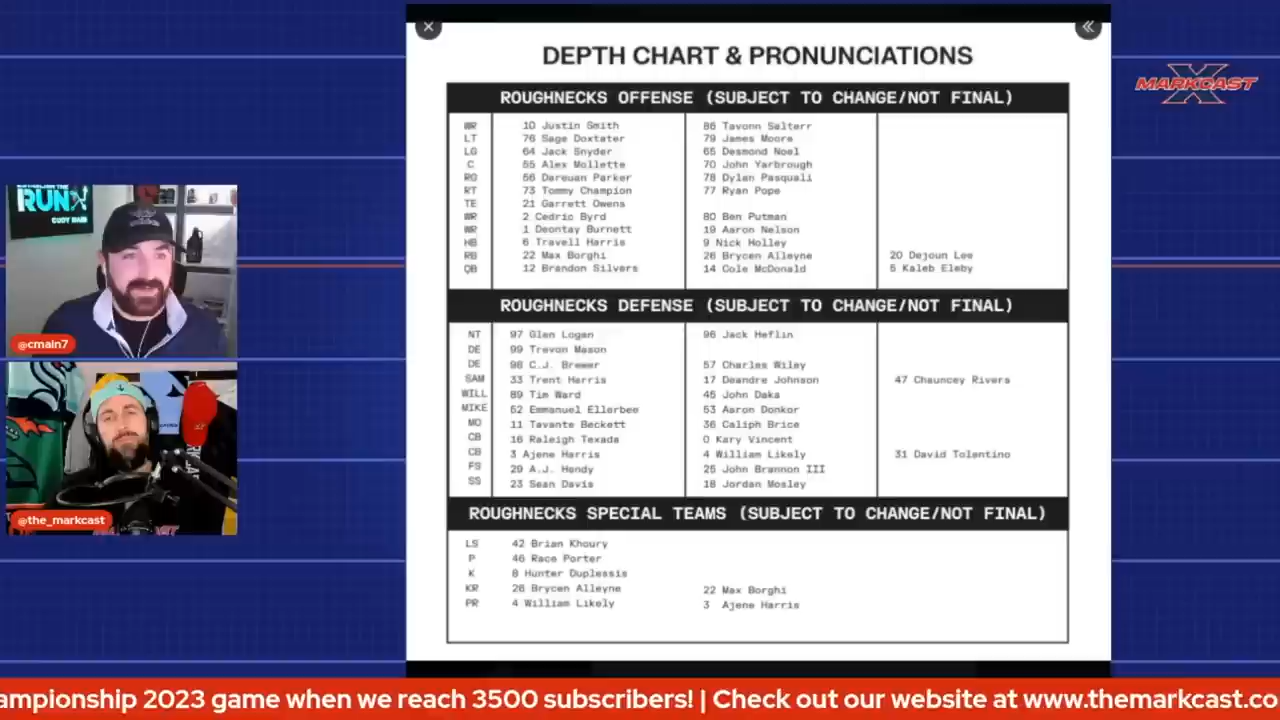 DEPTH CHART & PRONUNCIATIONS
ROUGHNECKS OFFENSE (SUBJECT TO CHANGE/NOT FINAL)
WR 10 Justin Smith 86 Tavonn Salterr
LT 76 Sage Doxtater 79 James Moore
LG 64 Jack Snyder 65 Desmond Noel
C 55 Alex Mollette 70 John Yarbrough
RG 56 Dareuan Parker 78 Dylan Pasquali
RT 73 Tommy Champion 77 Ryan Pope
TE 21 Garrett Owens
WR 2 Cedric Byrd 80 Ben Putman
WR 1 Deontay Burnett 19 Aaron Nelson
HB 6 Travell Harris 9 Nick Holley
RB 22 Max Borghi 26 Brycen Alleyne 20 Dejoun Lee
QB 12 Brandon Silvers 14 Cole McDonald 5 Kaleb Eleby
ROUGHNECKS DEFENSE (SUBJECT TO CHANGE/NOT FINAL)
NT 97 Glen Logan 96 Jack Heflin
DE 99 Trevon Mason
DE 98 C.J. Brewer 57 Charles Wiley
SAM 33 Trent Harris 17 Deandre Johnson 47 Chauncey Rivers
WILL 89 Tim Ward 45 John Daka
MIKE 52 Emmanuel Ellerbee 53 Aaron Donkor
MO 11 Tavante Beckett 36 Caliph Brice
CB 16 Raleigh Texada 0 Kary Vincent
CB 3 Ajene Harris 4 William Likely 31 David Tolentino
FS 29 A.J. Hendy 25 John Brannon III
SS 23 Sean Davis 18 Jordan Mosley
ROUGHNECKS SPECIAL TEAMS (SUBJECT TO CHANGE/NOT FINAL)
LS 42 Brian Khoury
P 46 Race Porter
K 8 Hunter Duplessis
KR 26 Brycen Alleyne 22 Max Borghi
PR 4 William Likely 3 Ajene Harris
MARKCAST
X
RUN
CODY MAIN
@cmain7
@the_markcast
ampionship 2023 game when we reach 3500 subscribers! | Check out our website at www.themarkcast.co